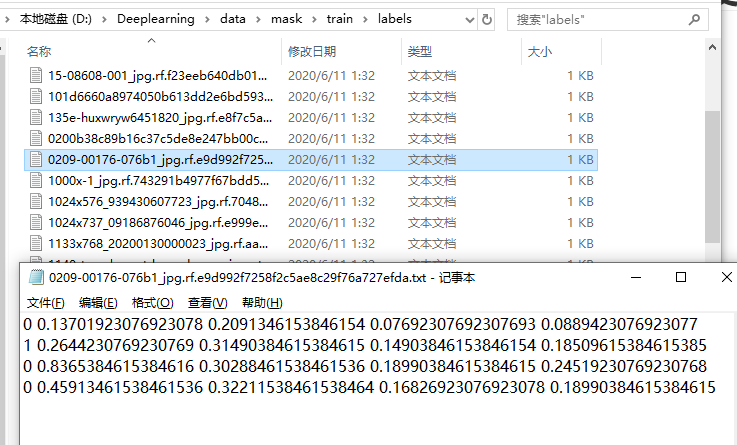 本地磁盘 (D:) › Deeplearning › data › mask › train › labels
搜索"labels"
名称 修改日期 类型 大小
15-08608-001_jpg.rf.f23eeb640db01... 2020/6/11 1:32 文本文档 1 KB
101d6660a8974050b613dd2e6bd593... 2020/6/11 1:32 文本文档 1 KB
135e-huxwryw6451820_jpg.rf.e8f7c5a... 2020/6/11 1:32 文本文档 1 KB
0200b38c89b16c37c5de8e247bb00c... 2020/6/11 1:32 文本文档 1 KB
0209-00176-076b1_jpg.rf.e9d992f725... 2020/6/11 1:32 文本文档 1 KB
1000x-1_jpg.rf.743291b4977f67bdd5... 2020/6/11 1:32 文本文档 1 KB
1024x576_939430607723_jpg.rf.7048... 2020/6/11 1:32 文本文档 1 KB
1024x737_09186876046_jpg.rf.e999e... 2020/6/11 1:32 文本文档 1 KB
1133x768_20200130000023_jpg.rf.aa... 2020/6/11 1:32 文本文档 1 KB
0209-00176-076b1_jpg.rf.e9d992f7258f2c5ae8c29f76a727efda.txt - 记事本
文件(F) 编辑(E) 格式(O) 查看(V) 帮助(H)
0 0.13701923076923078 0.2091346153846154 0.07692307692307693 0.0889423076923077
1 0.2644230769230769 0.31490384615384615 0.14903846153846154 0.18509615384615385
0 0.8365384615384616 0.30288461538461536 0.18990384615384615 0.24519230769230768
0 0.45913461538461536 0.32211538461538464 0.16826923076923078 0.18990384615384615